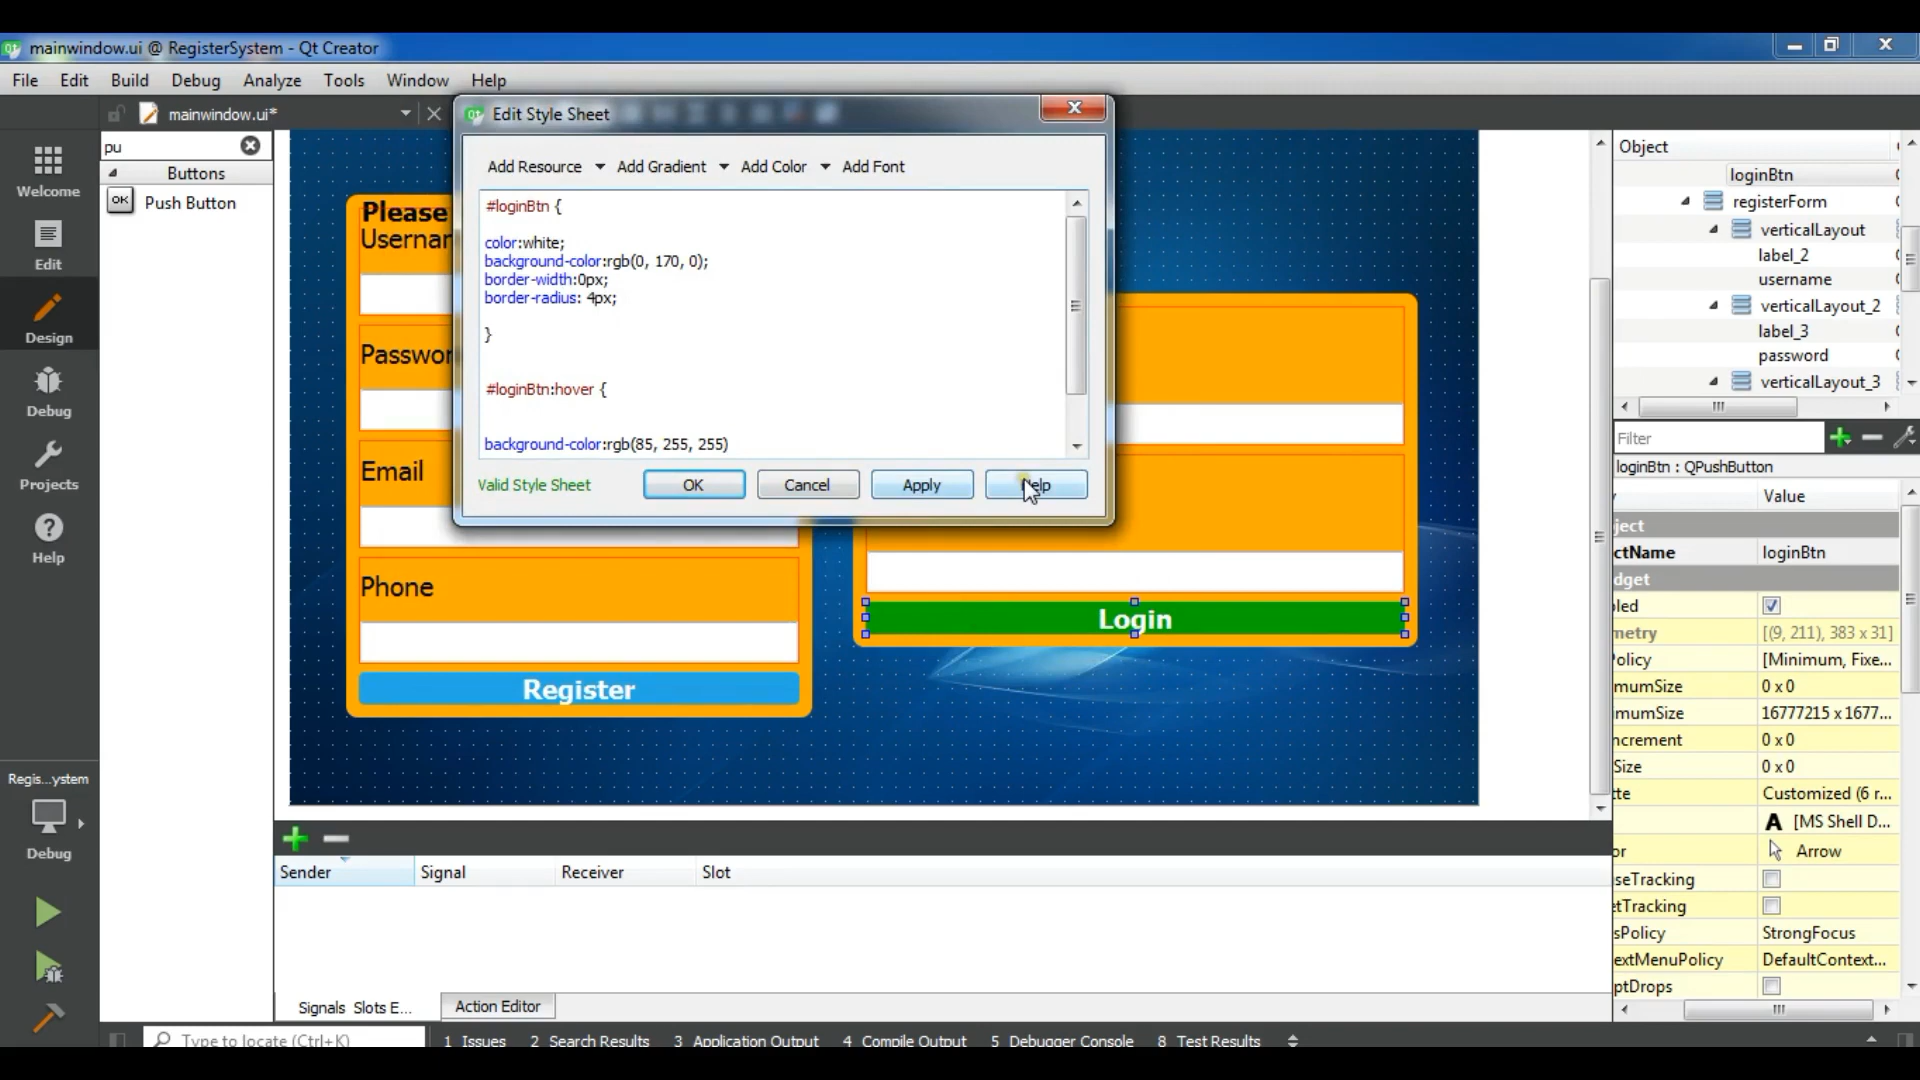 mainwindow.ui @ RegisterSystem - Qt Creator
File Edit Build Debug Analyze Tools Window Help
mainwindow.ui*
pu
Buttons
Push Button
OK
Welcome
Edit
Design
Debug
Projects
Help
Regis...ystem
Debug
Edit Style Sheet
Add Resource Add Gradient Add Color Add Font
#loginBtn {
color:white;
background-color:rgb(0, 170, 0);
border-width:0px;
border-radius: 4px;
}
#loginBtn:hover {
background-color:rgb(85, 255, 255)
Valid Style Sheet
OK Cancel Apply
Please
Email
Phone
Register
Login
Object
loginBtn
registerForm
verticalLayout
label_2
username
verticalLayout_2
label_3
password
verticalLayout_3
Filter
loginBtn : QPushButton
Value
ject
ctName loginBtn
dget
led
metry [(9, 211), 383 x 31]
olicy [Minimum, Fixe...
mumSize 0 x 0
mumSize 16777215 x 1677...
ncrement 0 x 0
Size 0 x 0
tte Customized (6 r...
A [MS Shell D...
or Arrow
seTracking
tTracking
sPolicy StrongFocus
extMenuPolicy DefaultContext...
ptDrops
Sender Signal Receiver Slot
Signals Slots E... Action Editor
Type to locate (Ctrl+K) 1 Issues 2 Search Results 3 Application Output 4 Compile Output 5 Debugger Console 8 Test Results